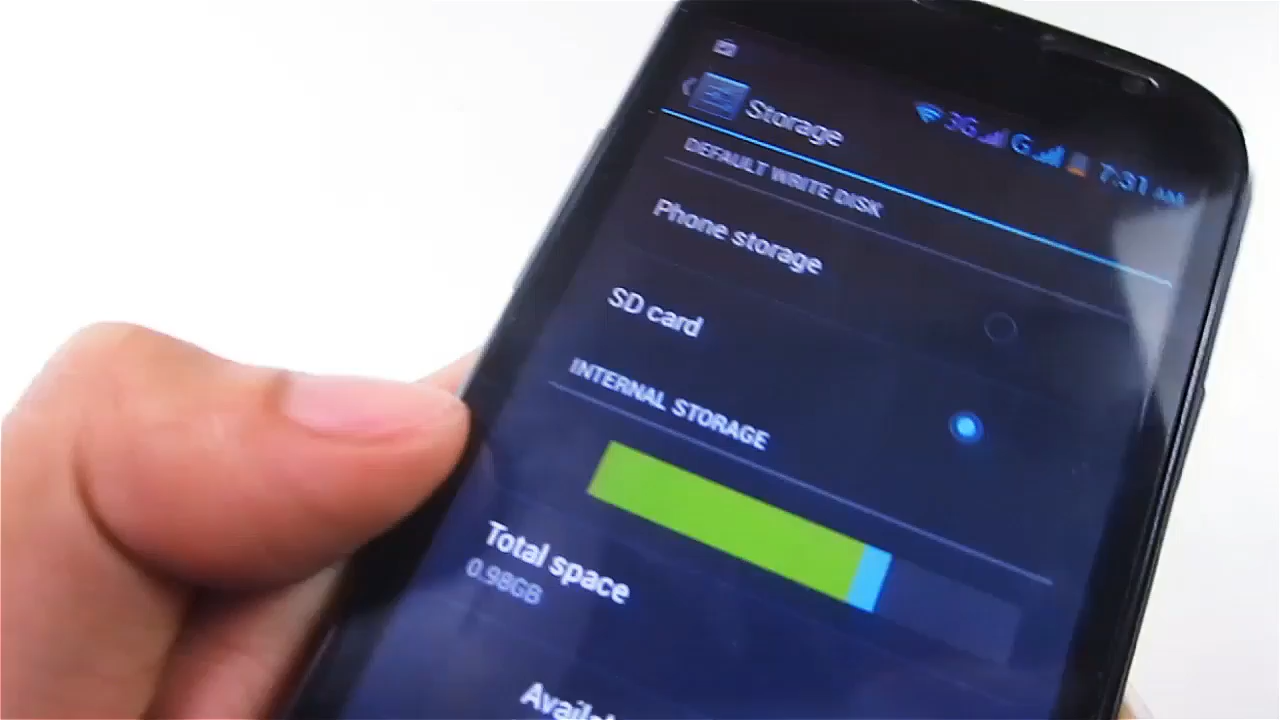 Storage
3G G 7:31 AM
DEFAULT WRITE DISK
Phone storage
SD card
INTERNAL STORAGE
Total space
0.98GB